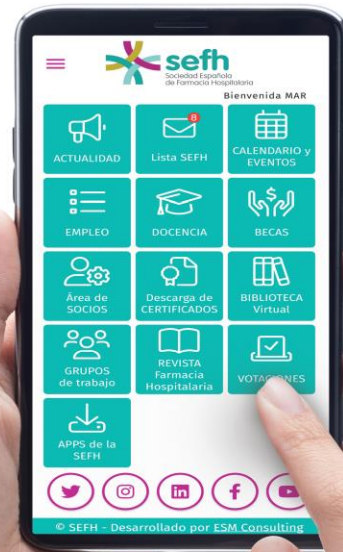 sefh
Sociedad Española
de Farmacia Hospitalaria
Bienvenida MAR
ACTUALIDAD
8
Lista SEFH
CALENDARIO y
EVENTOS
EMPLEO
DOCENCIA
BECAS
Área de
SOCIOS
Descarga de
CERTIFICADOS
BIBLIOTECA
Virtual
GRUPOS
de trabajo
REVISTA
Farmacia
Hospitalaria
VOTACIONES
APPS de la
SEFH
in
f
© SEFH - Desarrollado por ESM Consulting